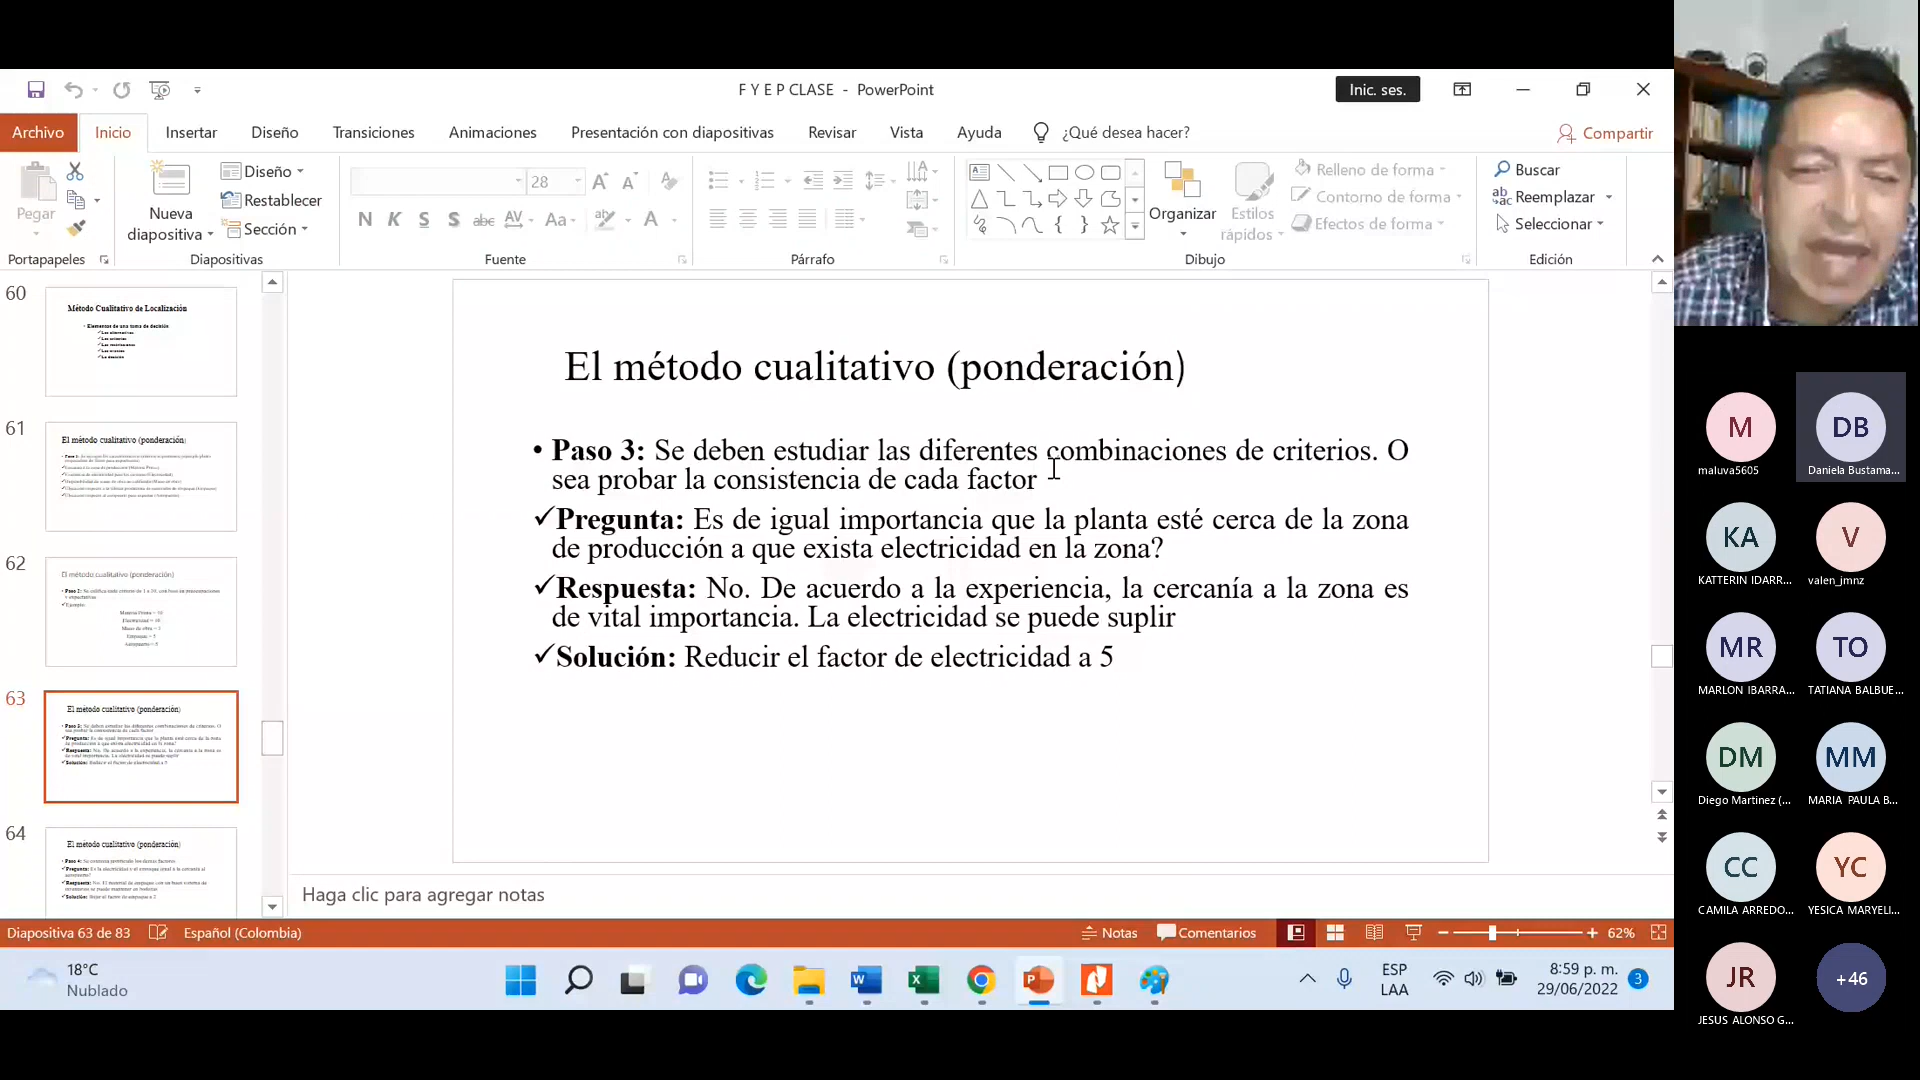 F Y E P CLASE - PowerPoint
Inic. ses.
Archivo
Inicio
Insertar
Diseño
Transiciones
Animaciones
Presentación con diapositivas
Revisar
Vista
Ayuda
¿Qué desea hacer?
Compartir
Pegar
Nueva
diapositiva
Diseño
Restablecer
Sección
28
N K S S abc AV Aa A
Organizar
Estilos
rápidos
Relleno de forma
Contorno de forma
Efectos de forma
Buscar
Reemplazar
Seleccionar
Portapapeles
Diapositivas
Fuente
Párrafo
Dibujo
Edición
60
Método Cualitativo de Localización
Elementos de una toma de decisión
61
El método cualitativo (ponderación)
62
El método cualitativo (ponderación)
63
El método cualitativo (ponderación)
64
El método cualitativo (ponderación)
El método cualitativo (ponderación)
• Paso 3: Se deben estudiar las diferentes combinaciones de criterios. O
sea probar la consistencia de cada factor
✓Pregunta: Es de igual importancia que la planta esté cerca de la zona
de producción a que exista electricidad en la zona?
✓Respuesta: No. De acuerdo a la experiencia, la cercanía a la zona es
de vital importancia. La electricidad se puede suplir
✓Solución: Reducir el factor de electricidad a 5
Haga clic para agregar notas
Diapositiva 63 de 83
Español (Colombia)
Notas
Comentarios
62%
18°C
Nublado
ESP
LAA
8:59 p. m.
29/06/2022
3
M
maluva5605
DB
Daniela Bustama...
KA
KATTERIN IDARR...
V
valen_jmnz
MR
MARLON IBARRA...
TO
TATIANA BALBUE...
DM
Diego Martinez (...
MM
MARIA PAULA B...
CC
CAMILA ARREDO...
YC
YESICA MARYELI...
JR
JESUS ALONSO G...
+46